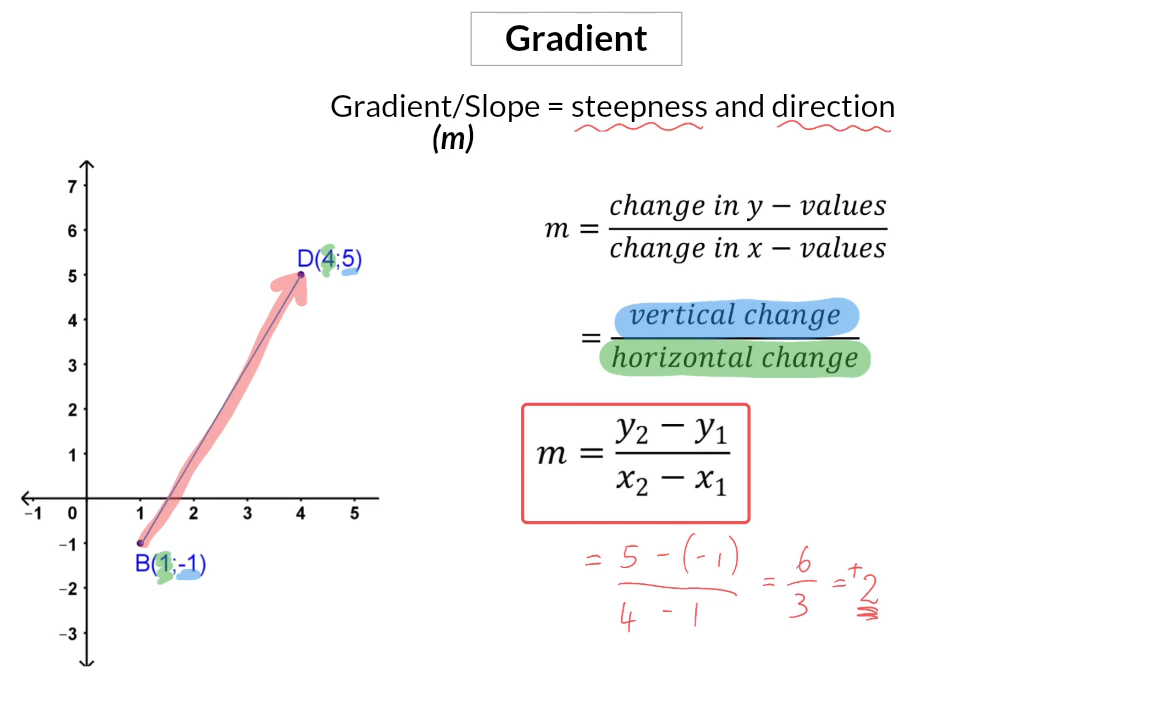 Gradient
Gradient/Slope = steepness and direction
(m)
7
6
5
4
3
2
1
-1 0 1 2 3 4 5
-1
-2
-3
D(4;5)
B(1;-1)
m = change in y − values / change in x − values
= vertical change / horizontal change
m = y₂ − y₁ / x₂ − x₁
= 5 - (-1) / 4 - 1 = 6 / 3 = +2